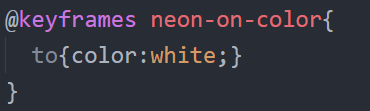 @keyframes neon-on-color{
  to{color:white;}
}